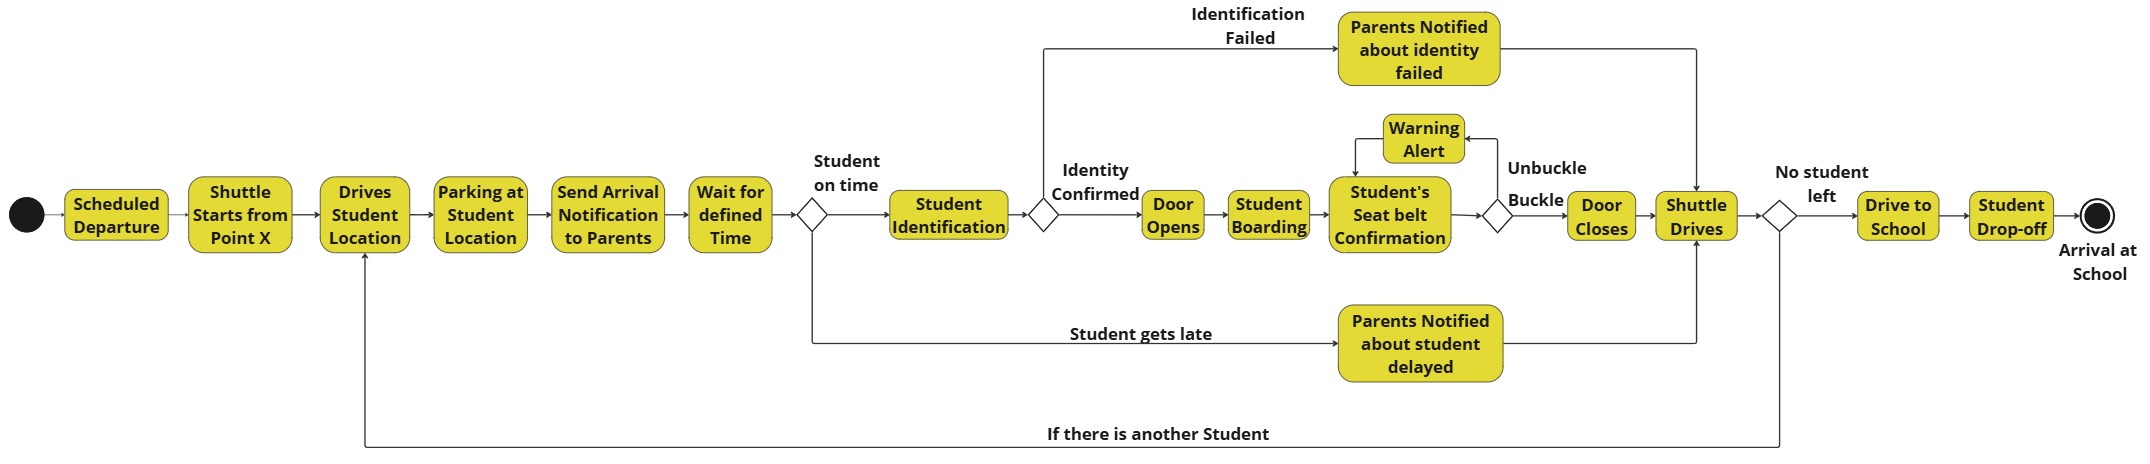 Scheduled
Departure
Shuttle
Starts from
Point X
Drives
Student
Location
Parking at
Student
Location
Send Arrival
Notification
to Parents
Wait for
defined
Time
Student
on time
Student
Identification
Identification
Failed
Parents Notified
about identity
failed
Identity
Confirmed
Door
Opens
Student
Boarding
Student's
Seat belt
Confirmation
Warning
Alert
Unbuckle
Buckle
Door
Closes
Shuttle
Drives
Student gets late
Parents Notified
about student
delayed
If there is another Student
No student
left
Drive to
School
Student
Drop-off
Arrival at
School